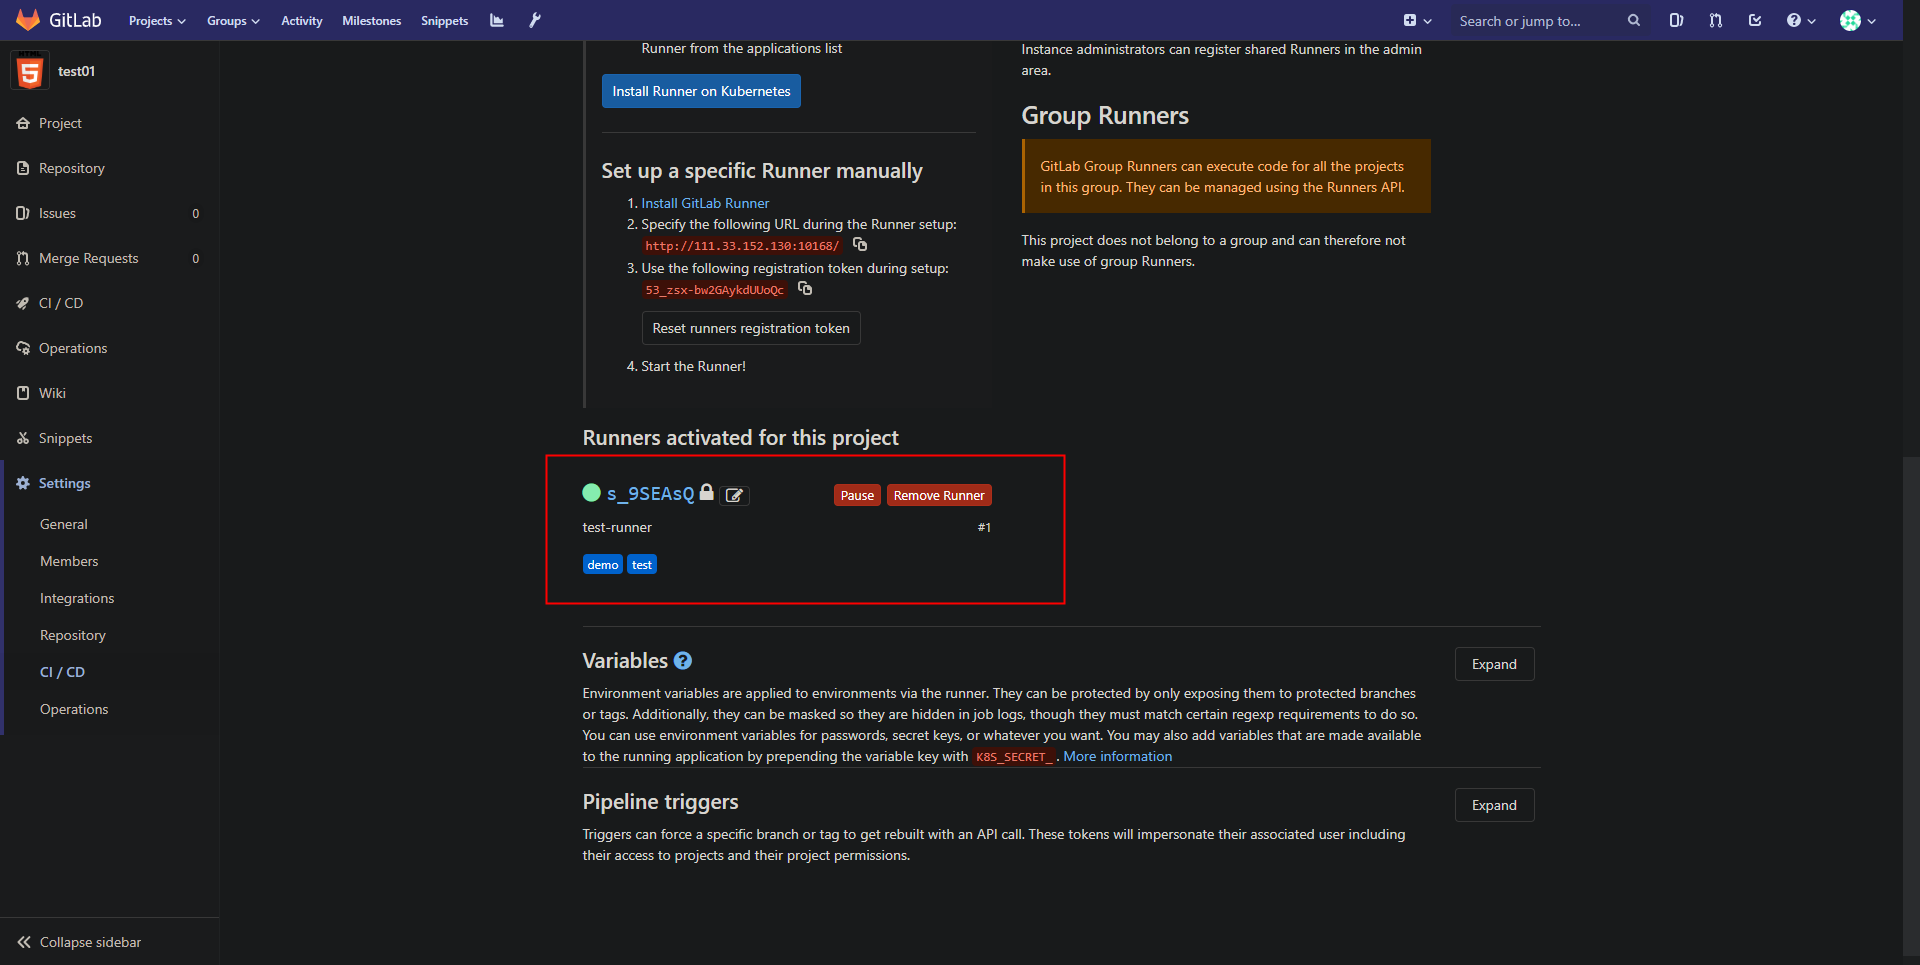 GitLab Projects Groups Activity Milestones Snippets Search or jump to...
test01
Project
Repository
Issues 0
Merge Requests 0
CI / CD
Operations
Wiki
Snippets
Settings
General
Members
Integrations
Repository
CI / CD
Operations
Collapse sidebar
Runner from the applications list
Install Runner on Kubernetes
Set up a specific Runner manually
1. Install GitLab Runner
2. Specify the following URL during the Runner setup:
http://111.33.152.130:10168/
3. Use the following registration token during setup:
53_zsx-bw2GAykdUUoQc
Reset runners registration token
4. Start the Runner!
Instance administrators can register shared Runners in the admin
area.
Group Runners
GitLab Group Runners can execute code for all the projects
in this group. They can be managed using the Runners API.
This project does not belong to a group and can therefore not
make use of group Runners.
Runners activated for this project
s_9SEAsQ Pause Remove Runner
test-runner #1
demo test
Variables
Expand
Environment variables are applied to environments via the runner. They can be protected by only exposing them to protected branches
or tags. Additionally, they can be masked so they are hidden in job logs, though they must match certain regexp requirements to do so.
You can use environment variables for passwords, secret keys, or whatever you want. You may also add variables that are made available
to the running application by prepending the variable key with K8S_SECRET_. More information
Pipeline triggers
Expand
Triggers can force a specific branch or tag to get rebuilt with an API call. These tokens will impersonate their associated user including
their access to projects and their project permissions.